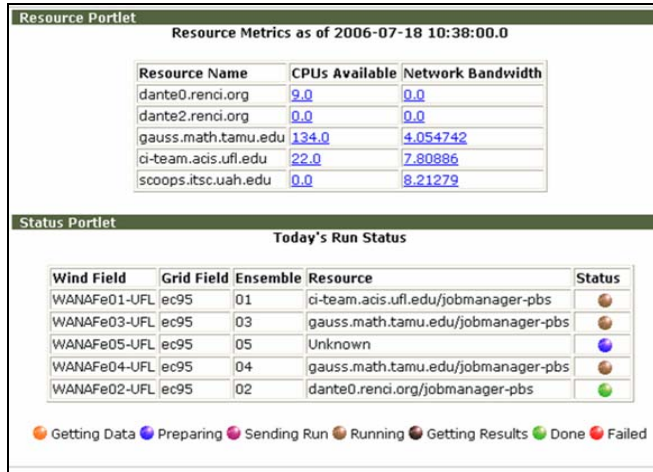 Resource Portlet
Resource Metrics as of 2006-07-18 10:38:00.0
Resource Name CPUs Available Network Bandwidth
dante0.renci.org 9.0 0.0
dante2.renci.org 0.0 0.0
gauss.math.tamu.edu 134.0 4.054742
ci-team.acis.ufl.edu 22.0 7.80886
scoops.itsc.uah.edu 0.0 8.21279
Status Portlet
Today's Run Status
Wind Field Grid Field Ensemble Resource Status
WANAFe01-UFL ec95 01 ci-team.acis.ufl.edu/jobmanager-pbs
WANAFe03-UFL ec95 03 gauss.math.tamu.edu/jobmanager-pbs
WANAFe05-UFL ec95 05 Unknown
WANAFe04-UFL ec95 04 gauss.math.tamu.edu/jobmanager-pbs
WANAFe02-UFL ec95 02 dante0.renci.org/jobmanager-pbs
Getting Data Preparing Sending Run Running Getting Results Done Failed